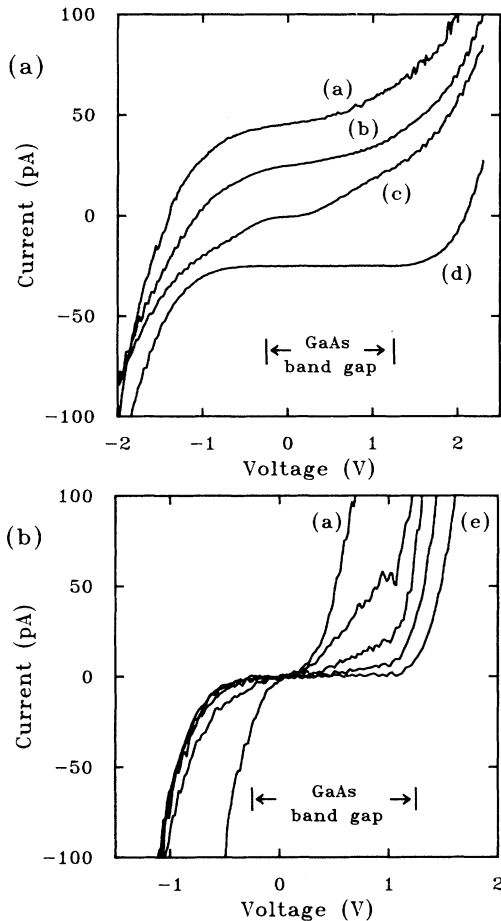 (a)
100
50
0
−50
−100
Current (pA)
(a)
(b)
(c)
(d)
|← GaAs →|
band gap
−2 −1 0 1 2
Voltage (V)
(b)
100
50
0
−50
−100
Current (pA)
(a) (e)
|← GaAs →|
band gap
−1 0 1 2
Voltage (V)